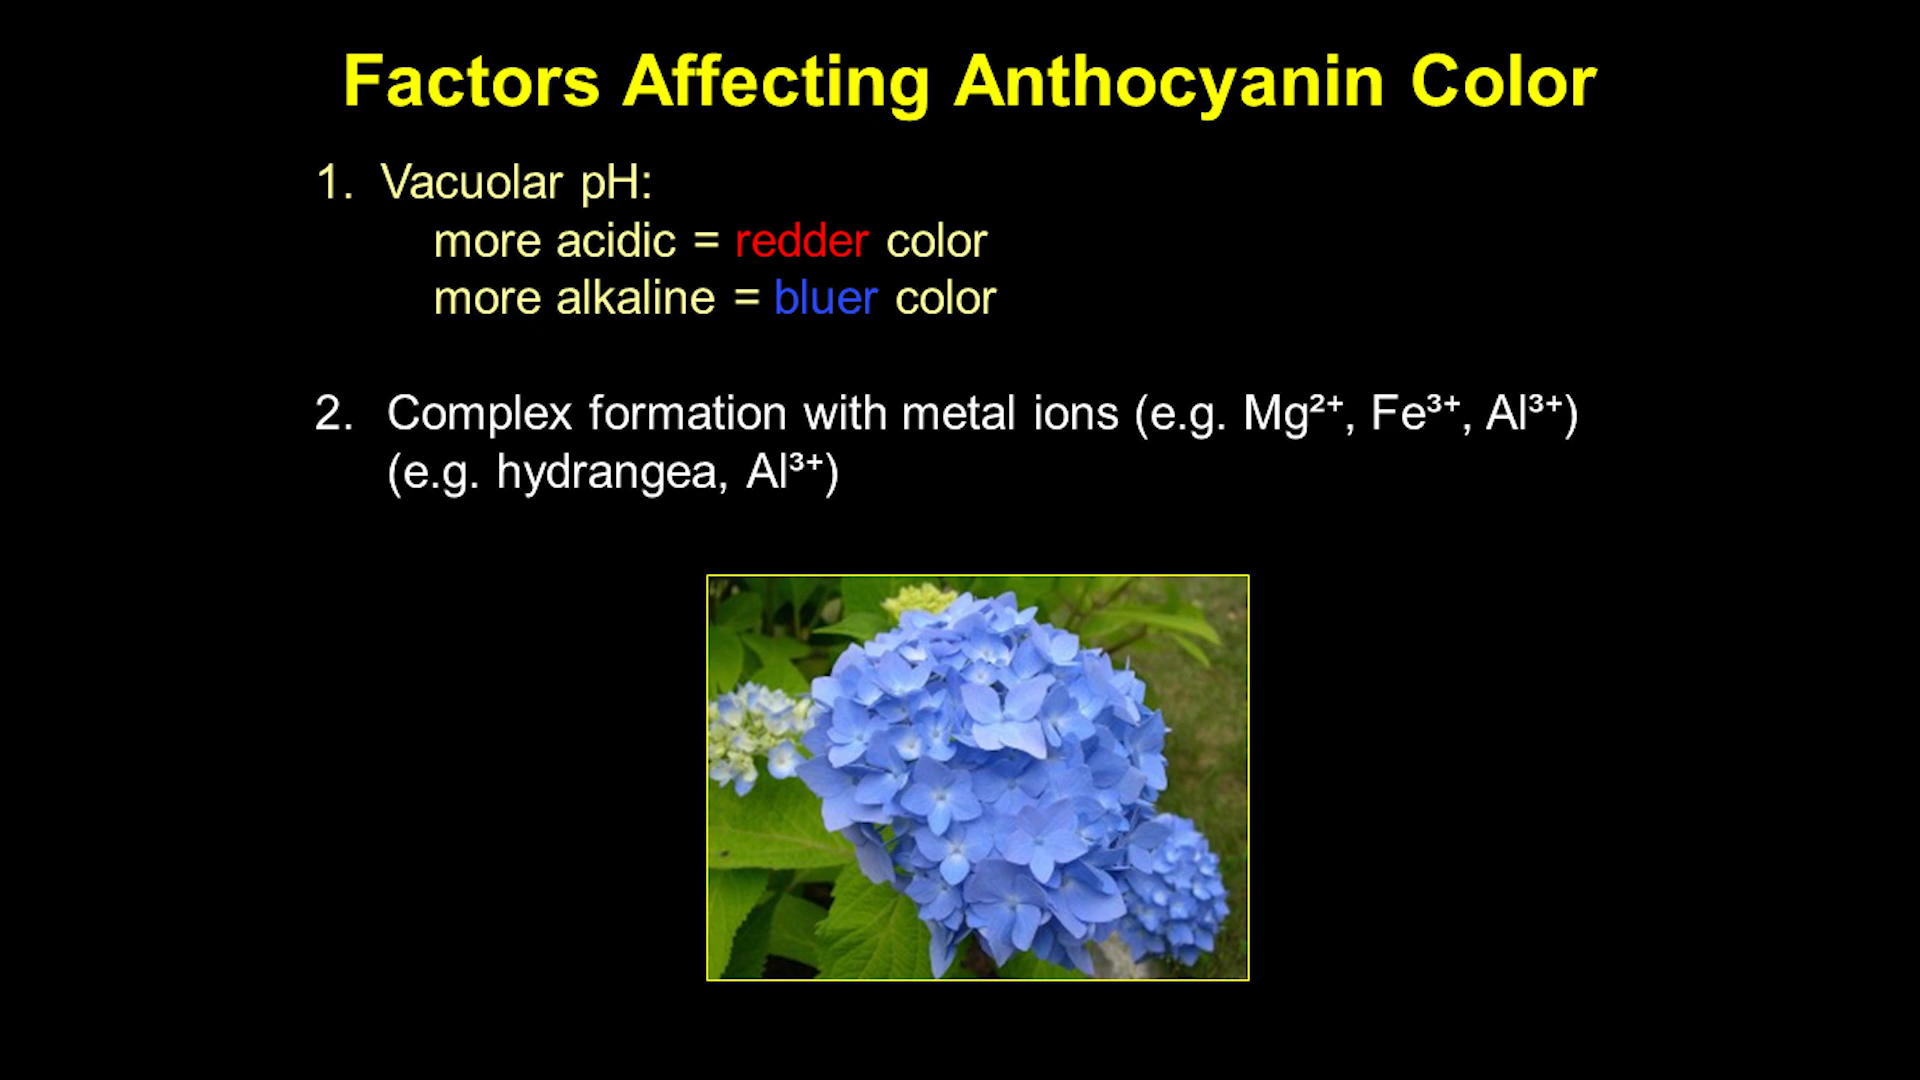 Factors Affecting Anthocyanin Color
1. Vacuolar pH:
more acidic = redder color
more alkaline = bluer color
2. Complex formation with metal ions (e.g. Mg²⁺, Fe³⁺, Al³⁺)
(e.g. hydrangea, Al³⁺)